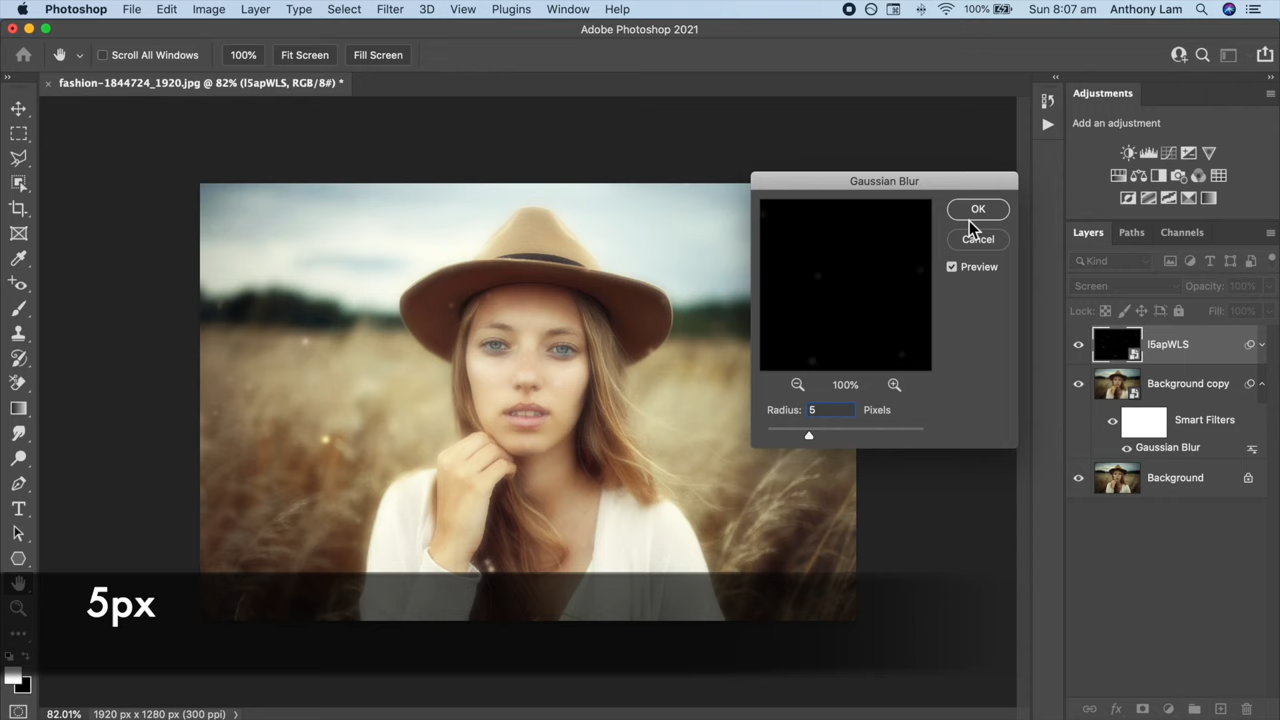 Photoshop File Edit Image Layer Type Select Filter 3D View Plugins Window Help 100% Sun 8:07 am Anthony Lam
Adobe Photoshop 2021
Scroll All Windows 100% Fit Screen Fill Screen
fashion-1844724_1920.jpg @ 82% (l5apWLS, RGB/8#) *
Adjustments
Add an adjustment
Gaussian Blur
OK
Cancel
Preview
100%
Radius: 5 Pixels
Layers Paths Channels
Kind
Screen Opacity: 100%
Lock: Fill: 100%
l5apWLS
Background copy
Smart Filters
Gaussian Blur
Background
5px
82.01% 1920 px x 1280 px (300 ppi)